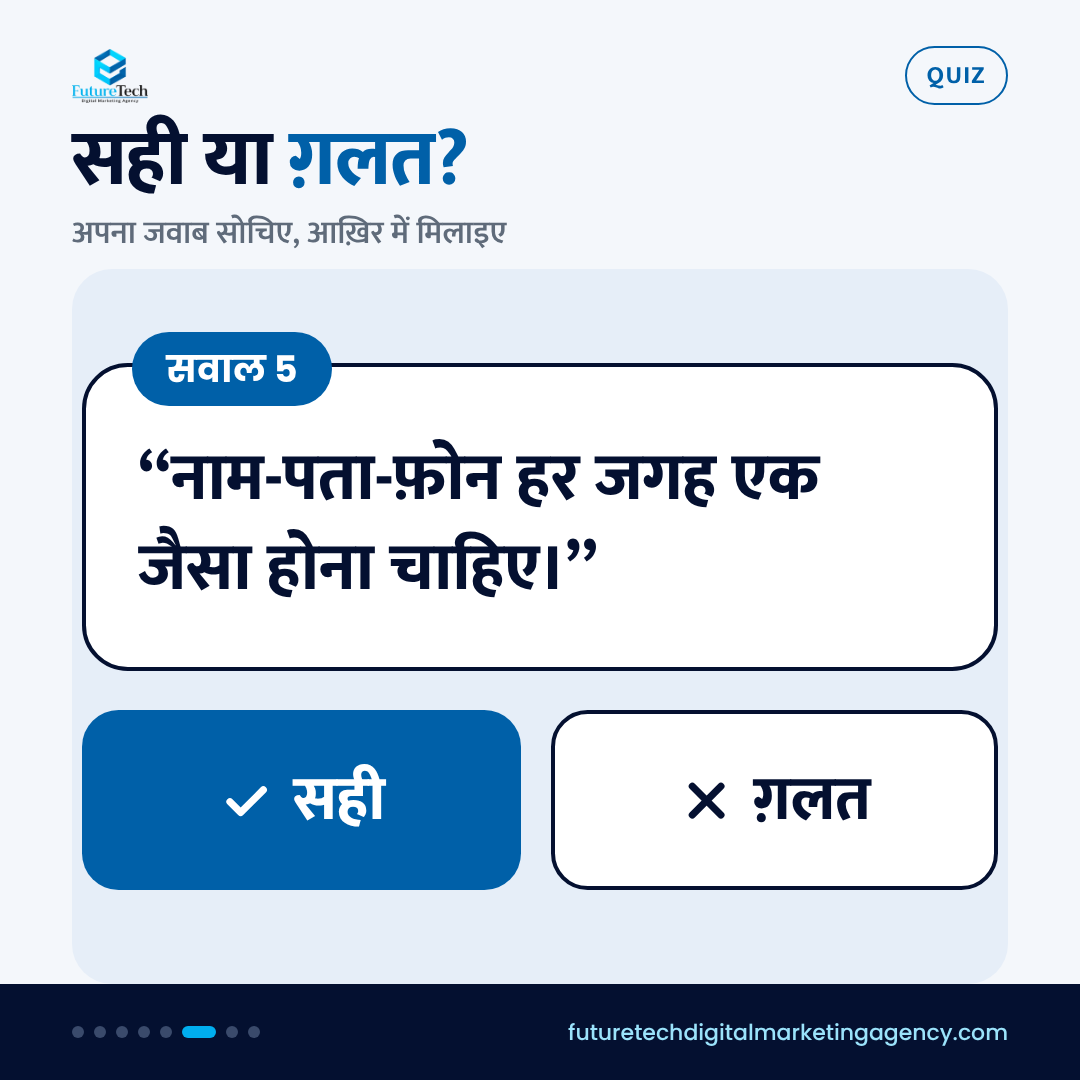 FutureTech
Digital Marketing Agency
QUIZ
सही या ग़लत?
अपना जवाब सोचिए, आख़िर में मिलाइए
सवाल 5
“नाम-पता-फ़ोन हर जगह एक
जैसा होना चाहिए।”
सही
ग़लत
futuretechdigitalmarketingagency.com